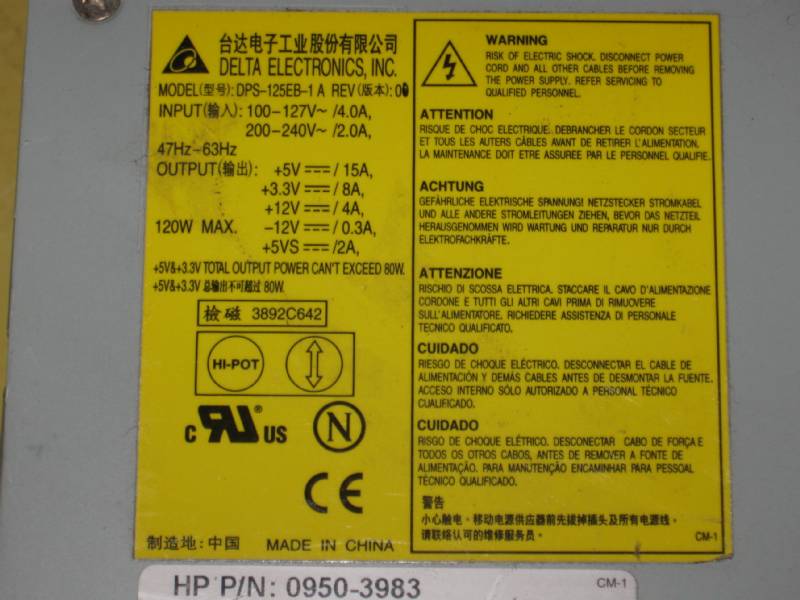 台达电子工业股份有限公司
DELTA ELECTRONICS, INC.
MODEL(型号): DPS-125EB-1 A REV(版本): 00
INPUT(输入): 100-127V~ /4.0A,
200-240V~ /2.0A,
47Hz-63Hz
OUTPUT(输出): +5V / 15A,
+3.3V / 8A,
+12V / 4A,
120W MAX. -12V / 0.3A,
+5VS /2A,
+5V&+3.3V TOTAL OUTPUT POWER CAN'T EXCEED 80W.
+5V&+3.3V 总输出不可超过 80W.
檢磁 3892C642
HI-POT
c RU ® US N
CE
制造地: 中国 MADE IN CHINA
WARNING
RISK OF ELECTRIC SHOCK. DISCONNECT POWER
CORD AND ALL OTHER CABLES BEFORE REMOVING
THE POWER SUPPLY. REFER SERVICING TO
QUALIFIED PERSONNEL.
ATTENTION
RISQUE DE CHOC ELECTRIQUE. DEBRANCHER LE CORDON SECTEUR
ET TOUS LES AUTERS CÂBLES AVANT DE RETIRER L'ALIMENTATION.
LA MAINTENANCE DOIT ETRE ASSUREE PAR LE PERSONNEL QUALIFIE.
ACHTUNG
GEFÄHRLICHE ELEKTRISCHE SPANNUNG! NETZSTECKER STROMKABEL
UND ALLE ANDERE STROMLEITUNGEN ZIEHEN, BEVOR DAS NETZTEIL
HERAUSGENOMMEN WIRD WARTUNG UND REPARATUR NUR DURCH
ELEKTROFACHKRÄFTE.
ATTENZIONE
RISCHIO DI SCOSSA ELETTRICA. STACCARE IL CAVO D'ALIMENTAZIONE
CORDONE E TUTTI GLI ALTRI CAVI PRIMA DI RIMUOVERE
SULL'ALIMENTATORE. RICHIEDERE ASSISTENZA DI PERSONALE
TECNICO QUALIFICATO.
CUIDADO
RIESGO DE CHOQUE ELÉCTRICO. DESCONNECTAR EL CABLE DE
ALIMENTACIÓN Y DEMÁS CABLES ANTES DE DESMONTAR LA FUENTE.
ACCESO INTERNO SÓLO AUTORIZADO A PERSONAL TÉCNICO
CUALIFICADO.
CUIDADO
RISGO DE CHOQUE ELÉTRICO. DESCONECTAR CABO DE FORÇA E
TODOS OS OTROS CABOS, ANTES DE REMOVER A FONTE DE
ALIMENTAÇÃO. PARA MANUTENÇÃO ENCAMINHAR PARA PESSOAL
TÉCNICO QUALIFICADO.
警告
小心触电。移动电源供应器前先拔掉插头及所有电源线。
请联络认可的维修服务员。 CM-1
HP P/N: 0950-3983 CM-1